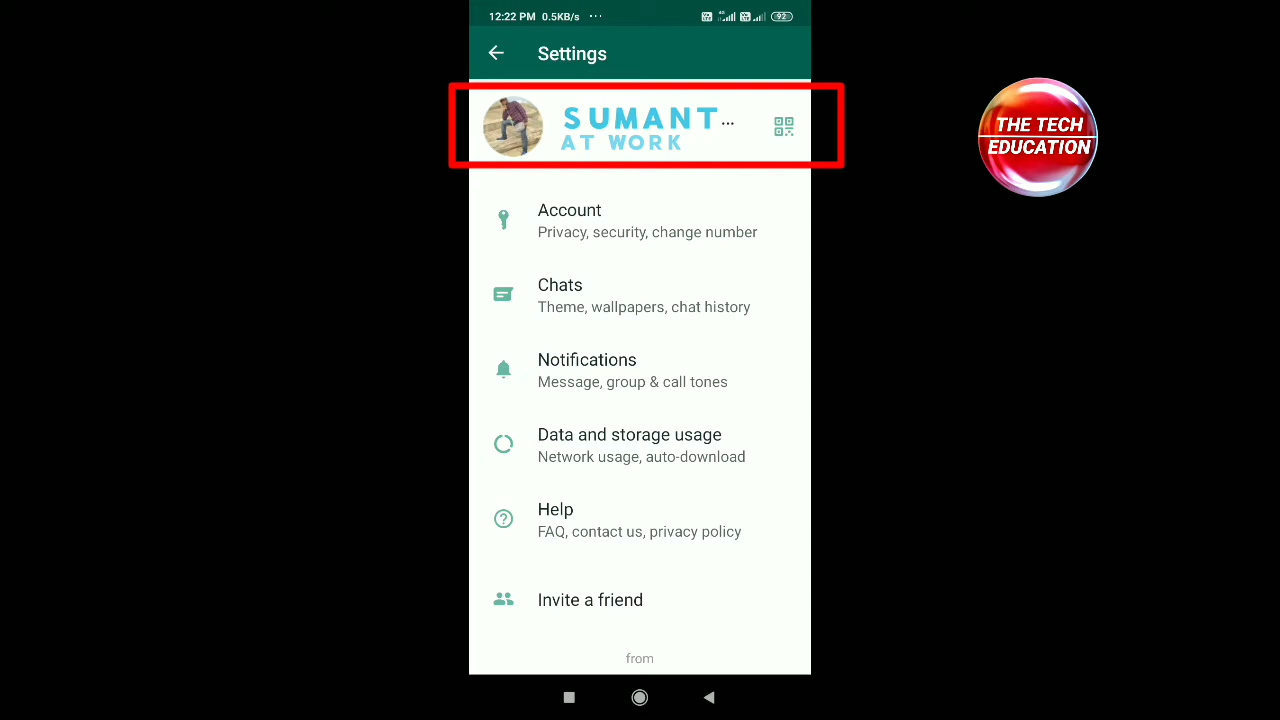 12:22 PM 0.5KB/s ...
92
Settings
SUMANT...
AT WORK
THE TECH
EDUCATION
Account
Privacy, security, change number
Chats
Theme, wallpapers, chat history
Notifications
Message, group & call tones
Data and storage usage
Network usage, auto-download
Help
FAQ, contact us, privacy policy
Invite a friend
from